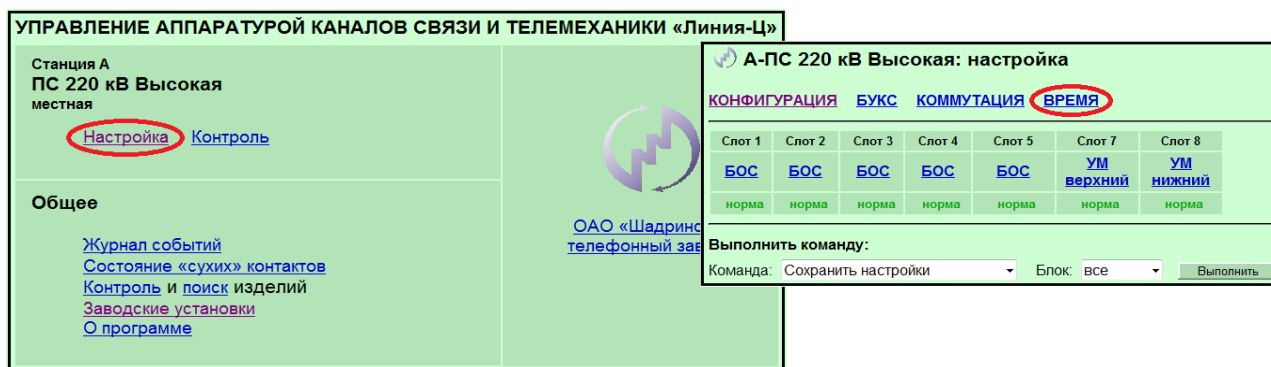 УПРАВЛЕНИЕ АППАРАТУРОЙ КАНАЛОВ СВЯЗИ И ТЕЛЕМЕХАНИКИ «Линия-Ц»
Станция А
ПС 220 кВ Высокая
местная
Настройка Контроль
Общее
Журнал событий
Состояние «сухих» контактов
Контроль и поиск изделий
Заводские установки
О программе
ОАО
телефонный
А-ПС 220 кВ Высокая: настройка
КОНФИГУРАЦИЯ БУКС КОММУТАЦИЯ ВРЕМЯ
Слот 1 Слот 2 Слот 3 Слот 4 Слот 5 Слот 7 Слот 8
БОС БОС БОС БОС БОС УМ верхний УМ нижний
норма норма норма норма норма норма норма
Выполнить команду:
Команда: Сохранить настройки Блок: все Выполнить